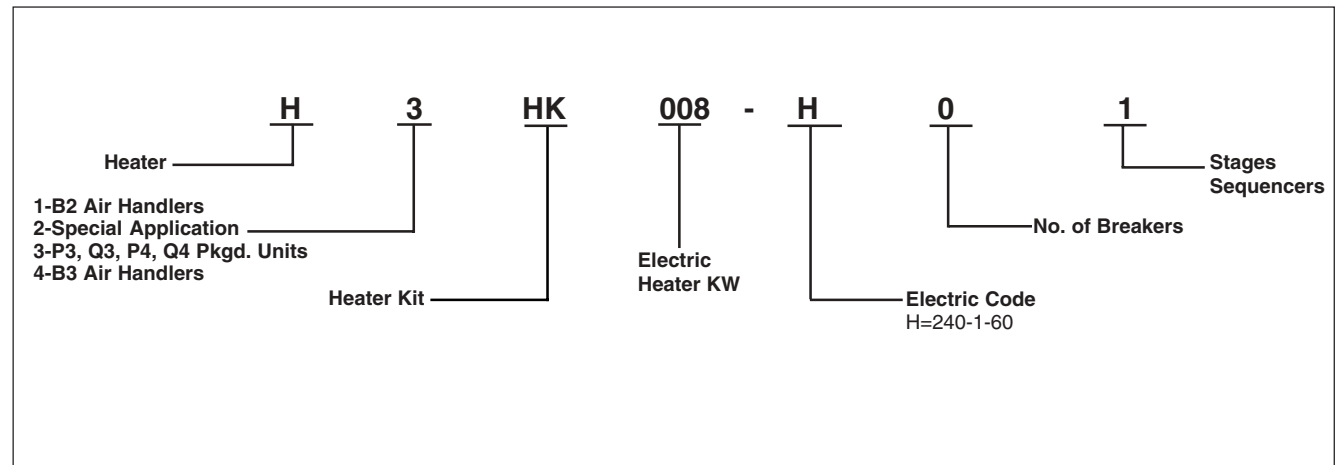 H 3 HK 008 - H 0 1
Heater
Stages
Sequencers
1-B2 Air Handlers
2-Special Application
3-P3, Q3, P4, Q4 Pkgd. Units
4-B3 Air Handlers
No. of Breakers
Electric
Heater KW
Heater Kit
Electric Code
H=240-1-60